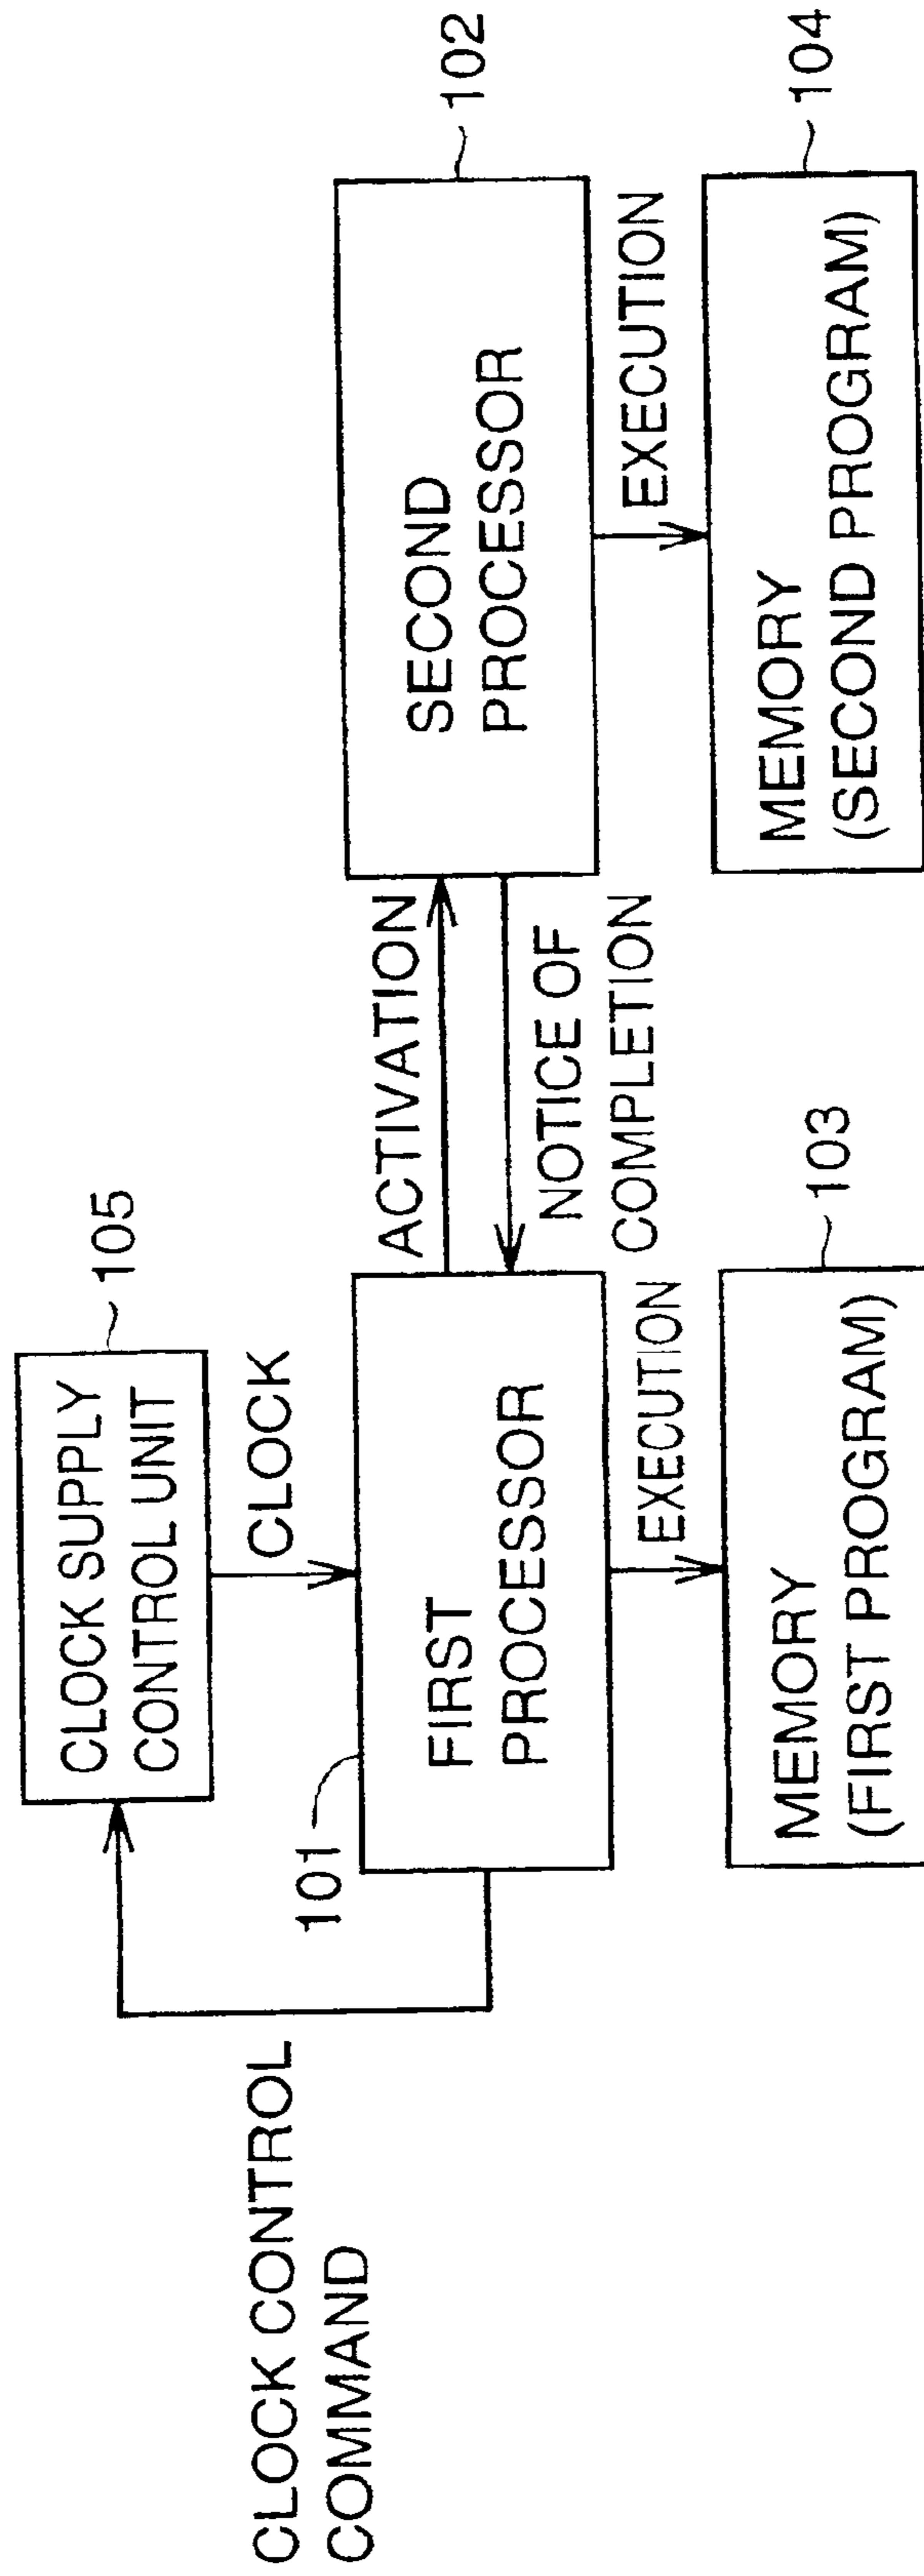 CLOCK CONTROL
COMMAND
CLOCK SUPPLY
CONTROL UNIT
105
CLOCK
101
FIRST
PROCESSOR
ACTIVATION
NOTICE OF
COMPLETION
SECOND
PROCESSOR
102
EXECUTION
MEMORY
(FIRST PROGRAM)
103
EXECUTION
MEMORY
(SECOND PROGRAM)
104